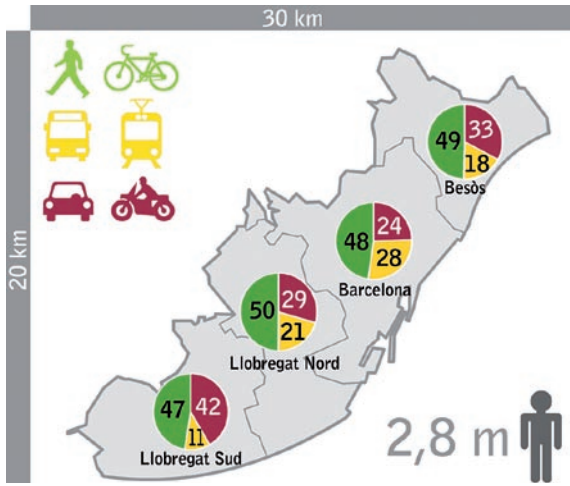 30 km
20 km
49
33
18
Besòs
48
24
28
Barcelona
50
29
21
Llobregat Nord
47
42
11
Llobregat Sud
2,8 m